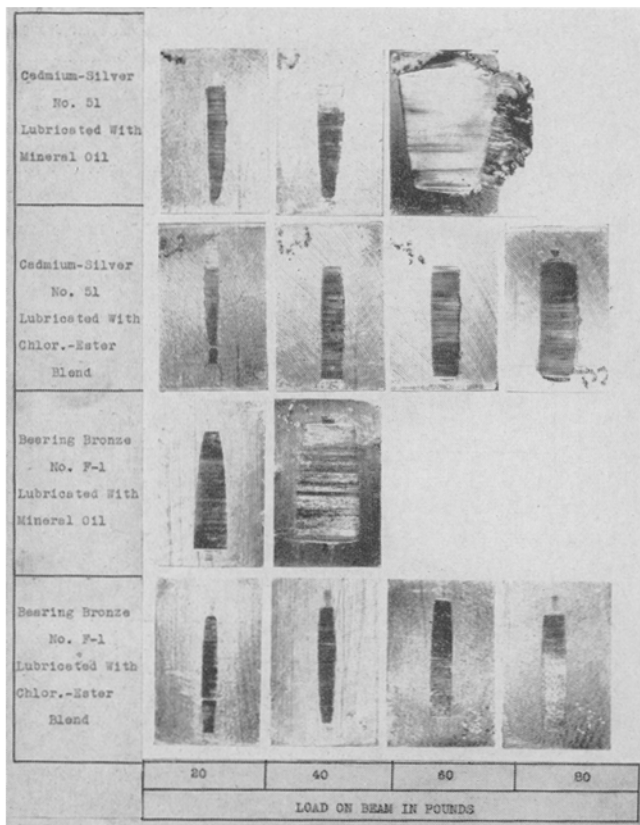 Cadmium-Silver
No. 51
Lubricated With
Mineral Oil
Cadmium-Silver
No. 51
Lubricated With
Chlor.-Ester
Blend
Bearing Bronze
No. F-1
Lubricated With
Mineral Oil
Bearing Bronze
No. F-1
Lubricated With
Chlor.-Ester
Blend
20 40 60 80
LOAD ON BEAM IN POUNDS